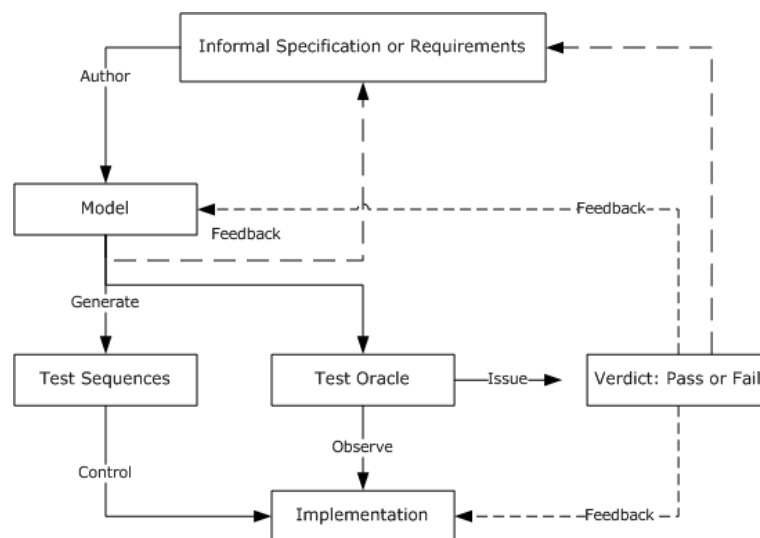 Informal Specification or Requirements
Author
Model
Feedback
Feedback
Generate
Test Sequences
Test Oracle
Issue
Verdict: Pass or Fail
Observe
Control
Implementation
Feedback